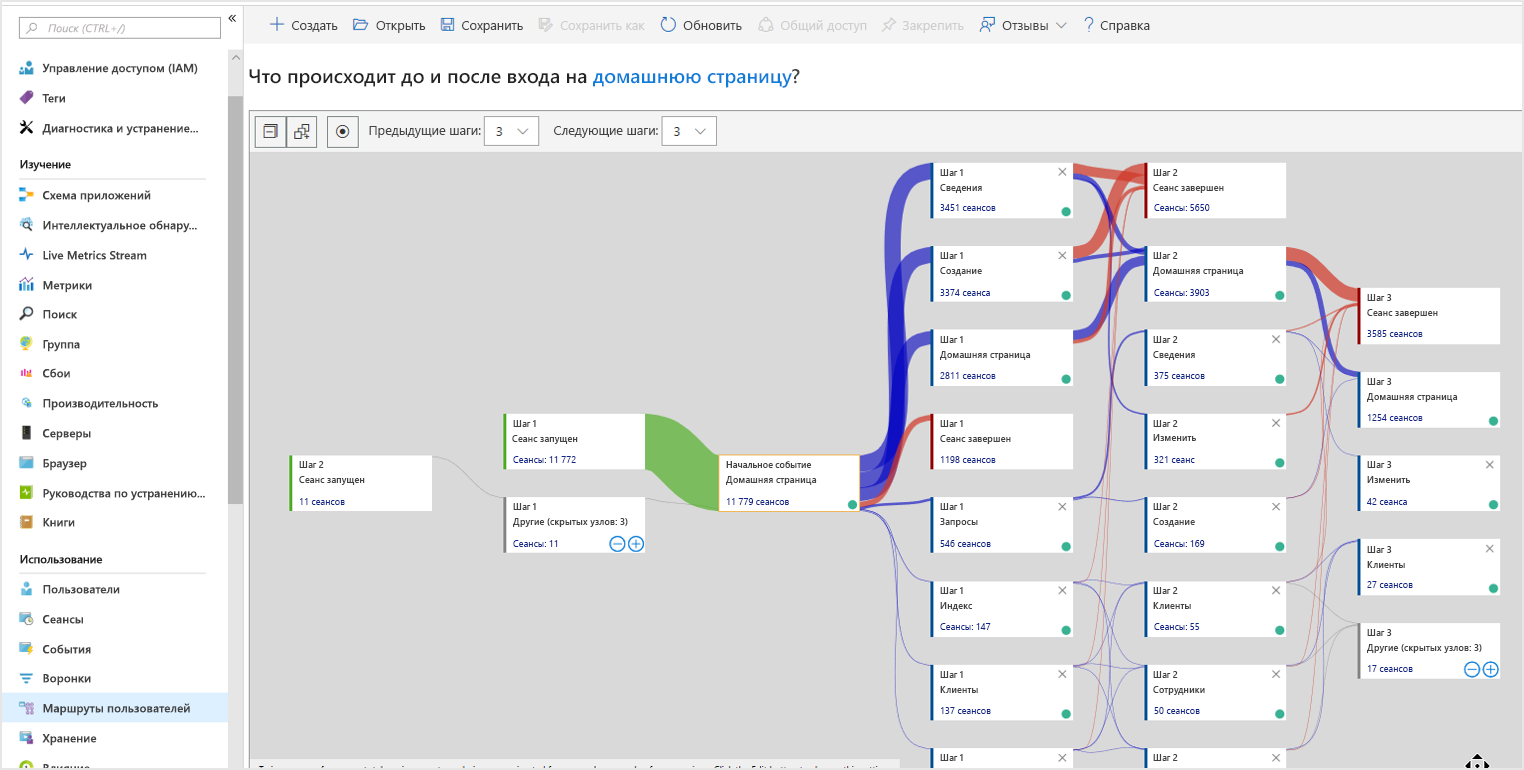 Поиск (CTRL+/)
«
Управление доступом (IAM)
Теги
Диагностика и устранение...
Изучение
Схема приложений
Интеллектуальное обнару...
Live Metrics Stream
Метрики
Поиск
Группа
Сбои
Производительность
Серверы
Браузер
Руководства по устранению...
Книги
Использование
Пользователи
Сеансы
События
Воронки
Маршруты пользователей
Хранение
Влияние
Создать Открыть Сохранить Сохранить как Обновить Общий доступ Закрепить Отзывы Справка
Что происходит до и после входа на домашнюю страницу?
Предыдущие шаги: 3 Следующие шаги: 3
Шаг 2
Сеанс запущен
11 сеансов
Шаг 1
Сеанс запущен
Сеансы: 11 772
Шаг 1
Другие (скрытых узлов: 3)
Сеансы: 11
Начальное событие
Домашняя страница
11 779 сеансов
Шаг 1
Сведения
3451 сеансов
Шаг 1
Создание
3374 сеанса
Шаг 1
Домашняя страница
2811 сеансов
Шаг 1
Сеанс завершен
1198 сеансов
Шаг 1
Запросы
546 сеансов
Шаг 1
Индекс
Сеансы: 147
Шаг 1
Клиенты
137 сеансов
Шаг 1
Шаг 2
Сеанс завершен
Сеансы: 5650
Шаг 2
Домашняя страница
Сеансы: 3903
Шаг 2
Сведения
375 сеансов
Шаг 2
Изменить
321 сеанс
Шаг 2
Создание
Сеансы: 169
Шаг 2
Клиенты
Сеансы: 55
Шаг 2
Сотрудники
50 сеансов
Шаг 2
Шаг 3
Сеанс завершен
3585 сеансов
Шаг 3
Домашняя страница
1254 сеансов
Шаг 3
Изменить
42 сеанса
Шаг 3
Клиенты
27 сеансов
Шаг 3
Другие (скрытых узлов: 3)
17 сеансов